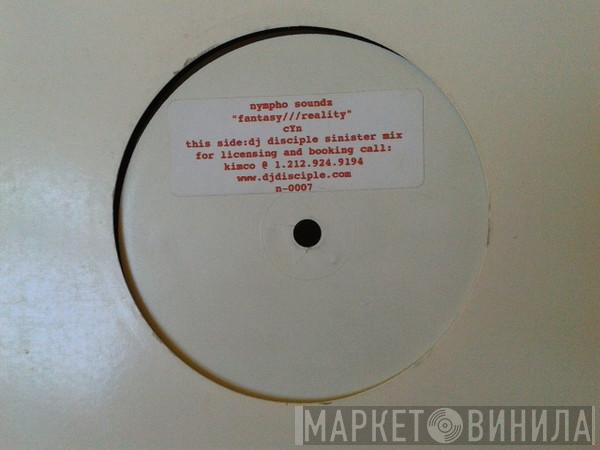 nympho soundz
"fantasy///reality"
cYn
this side:dj disciple sinister mix
for licensing and booking call:
kimco @ 1.212.924.9194
www.djdisciple.com
n-0007
МАРКЕТ ВИНИЛА